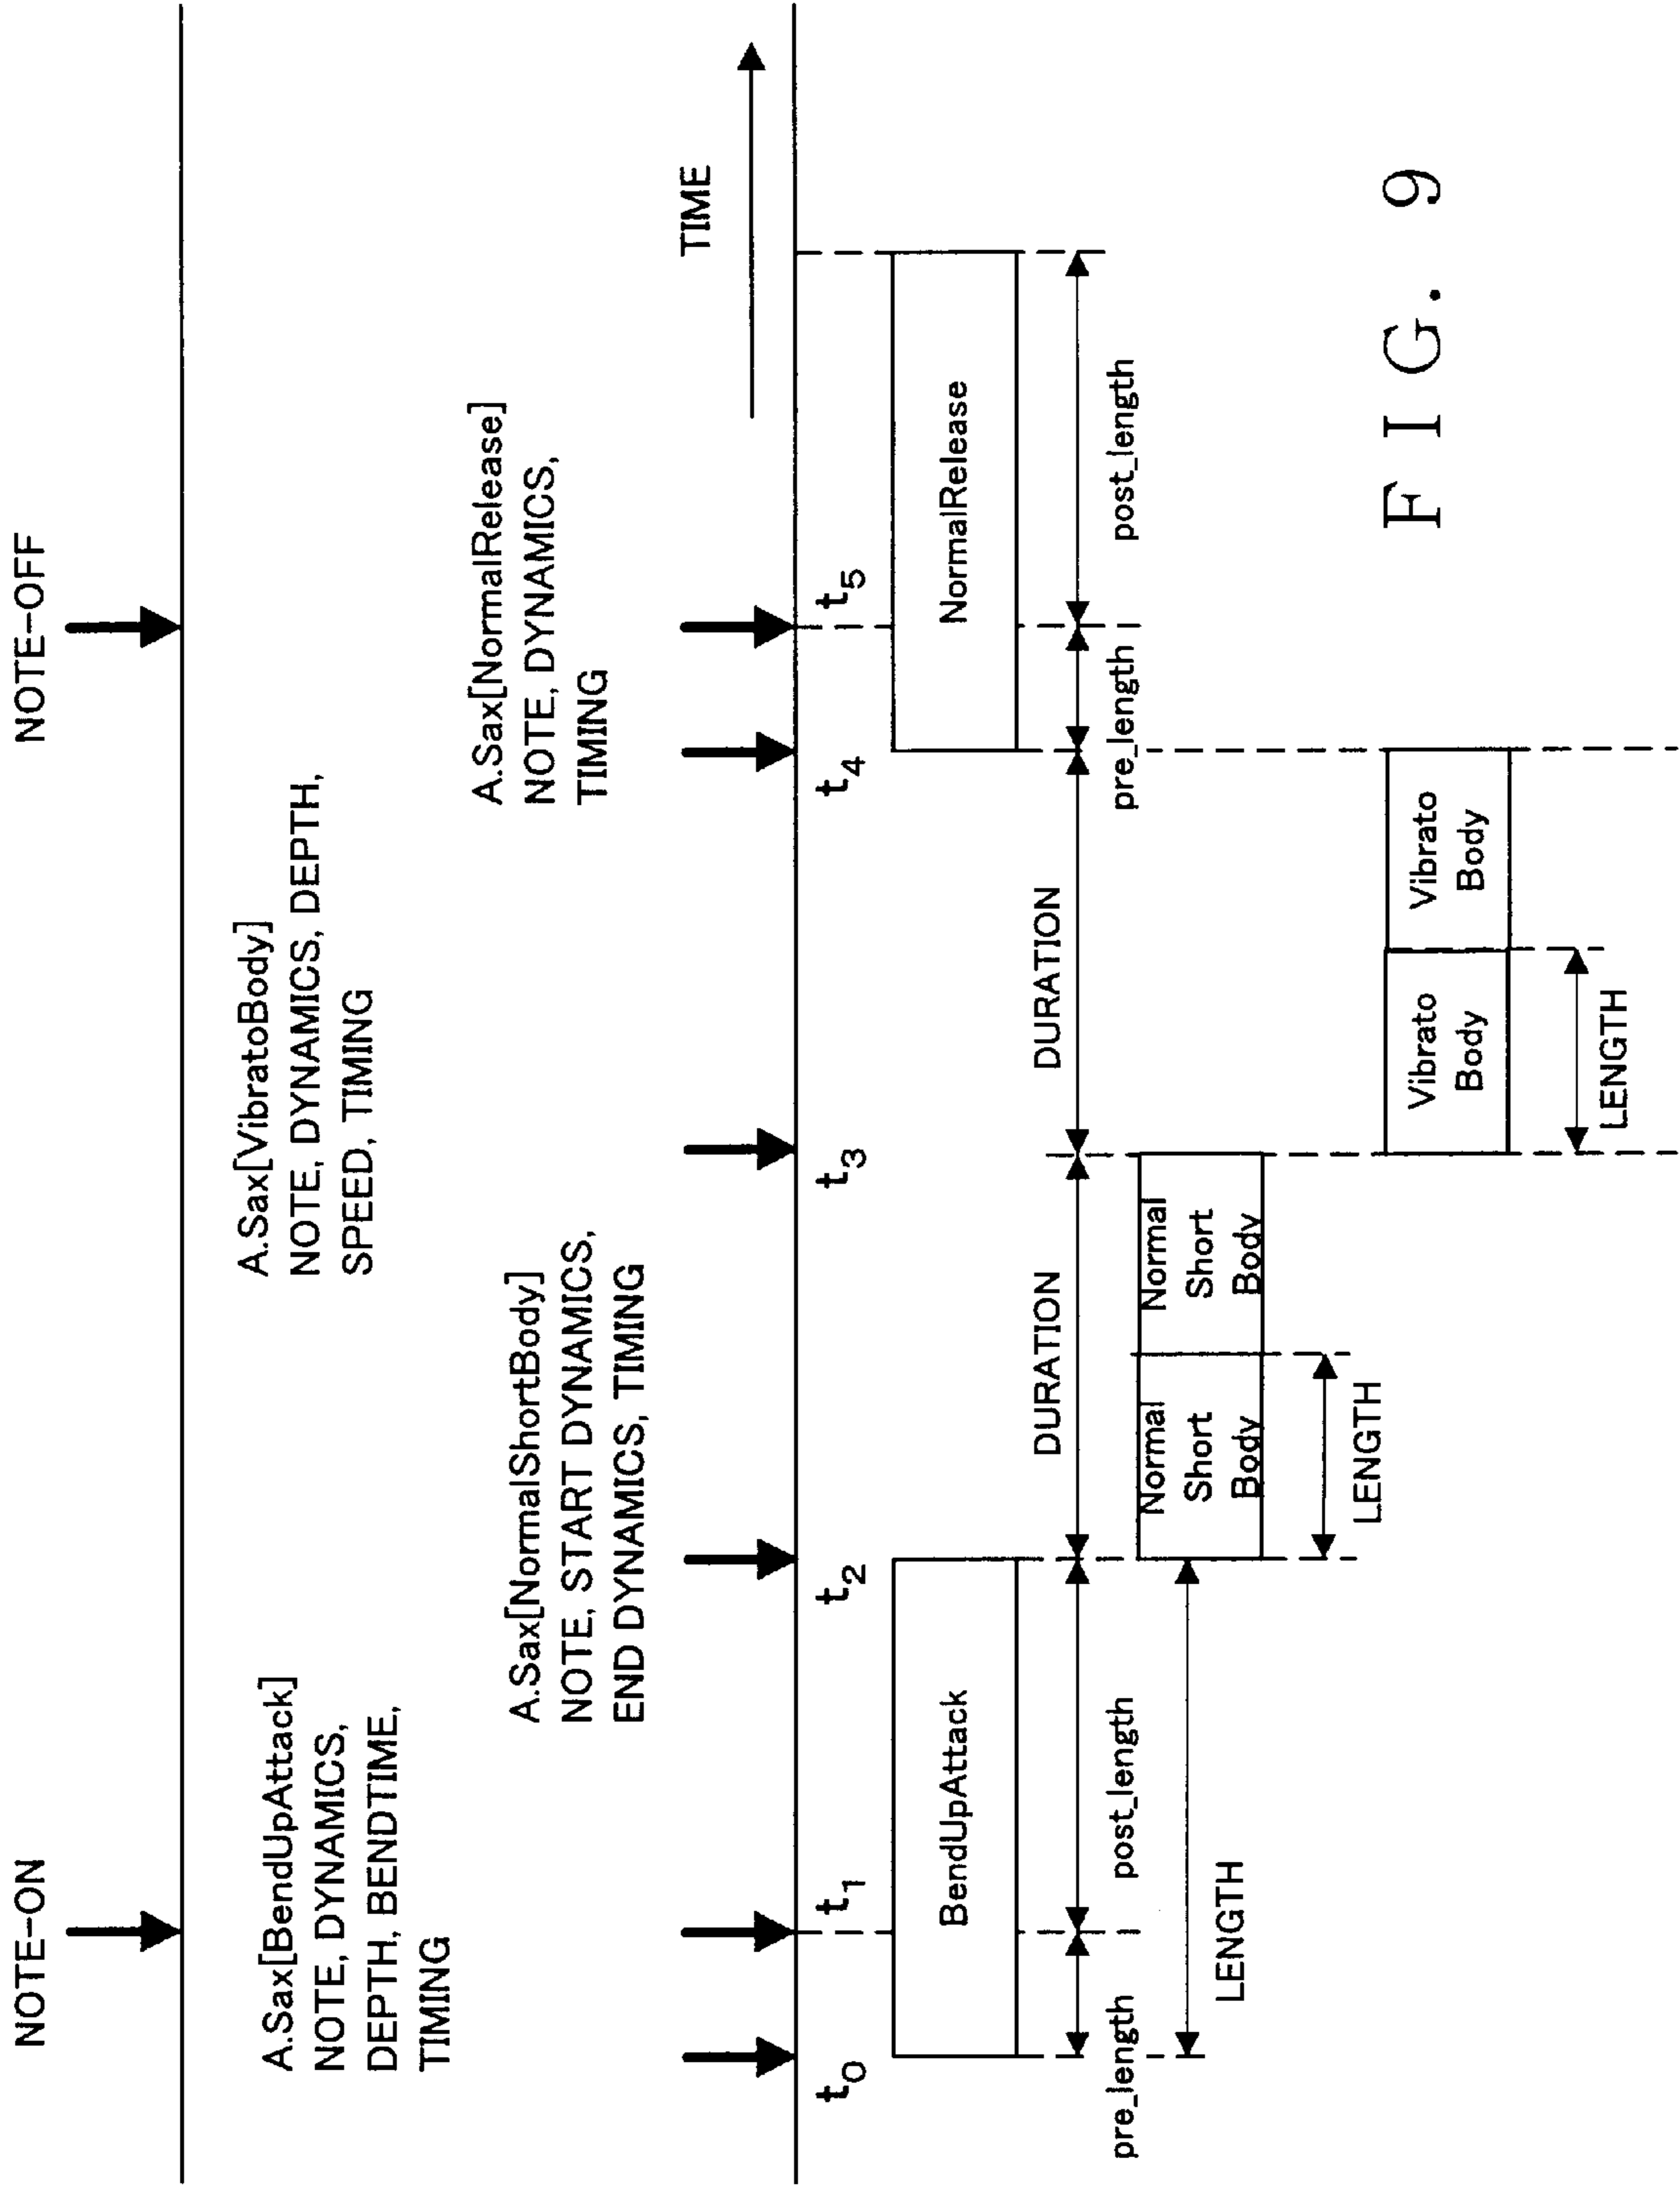 NOTE-ON
NOTE-OFF
A.Sax[BendUpAttack]
NOTE, DYNAMICS,
DEPTH, BENDTIME,
TIMING
A.Sax[VibratoBody]
NOTE, DYNAMICS, DEPTH,
SPEED, TIMING
A.Sax[NormalShortBody]
NOTE, START DYNAMICS,
END DYNAMICS, TIMING
A.Sax[NormalRelease]
NOTE, DYNAMICS,
TIMING
TIME
t0
t1
t2
t3
t4
t5
BendUpAttack
NormalRelease
DURATION
DURATION
pre_length
post_length
pre_length
post_length
LENGTH
Normal
Short
Body
Normal
Short
Body
LENGTH
Vibrato
Body
Vibrato
Body
LENGTH
FIG. 9